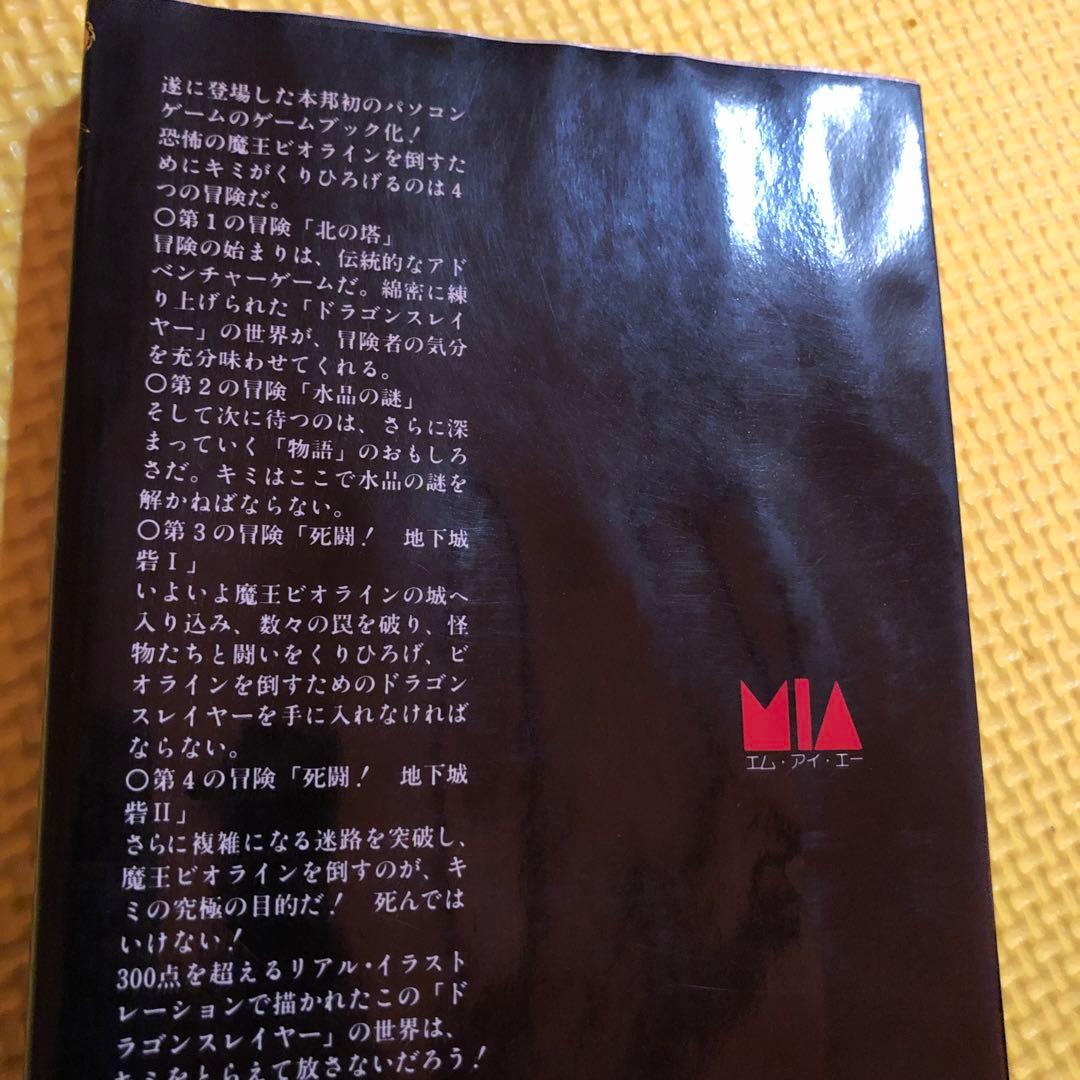 遂に登場した本邦初のパソコン
ゲームのゲームブック化！
恐怖の魔王ビオラインを倒すた
めにキミがくりひろげるのは4
つの冒険だ。
○第1の冒険「北の塔」
冒険の始まりは、伝統的なアド
ベンチャーゲームだ。綿密に練
り上げられた「ドラゴンスレイ
ヤー」の世界が、冒険者の気分
を充分味わせてくれる。
○第2の冒険「水晶の謎」
そして次に待つのは、さらに深
まっていく「物語」のおもしろ
さだ。キミはここで水晶の謎を
解かねばならない。
○第3の冒険「死闘！　地下城
砦Ⅰ」
いよいよ魔王ビオラインの城へ
入り込み、数々の罠を破り、怪
物たちと闘いをくりひろげ、ビ
オラインを倒すためのドラゴン
スレイヤーを手に入れなければ
ならない。
○第4の冒険「死闘！　地下城
砦Ⅱ」
さらに複雑になる迷路を突破し、
魔王ビオラインを倒すのが、キ
ミの究極の目的だ！　死んでは
いけない！
300点を超えるリアル・イラスト
レーションで描かれたこの「ド
ラゴンスレイヤー」の世界は、
キミをとらえて放さないだろう！
MIA
エム・アイ・エー